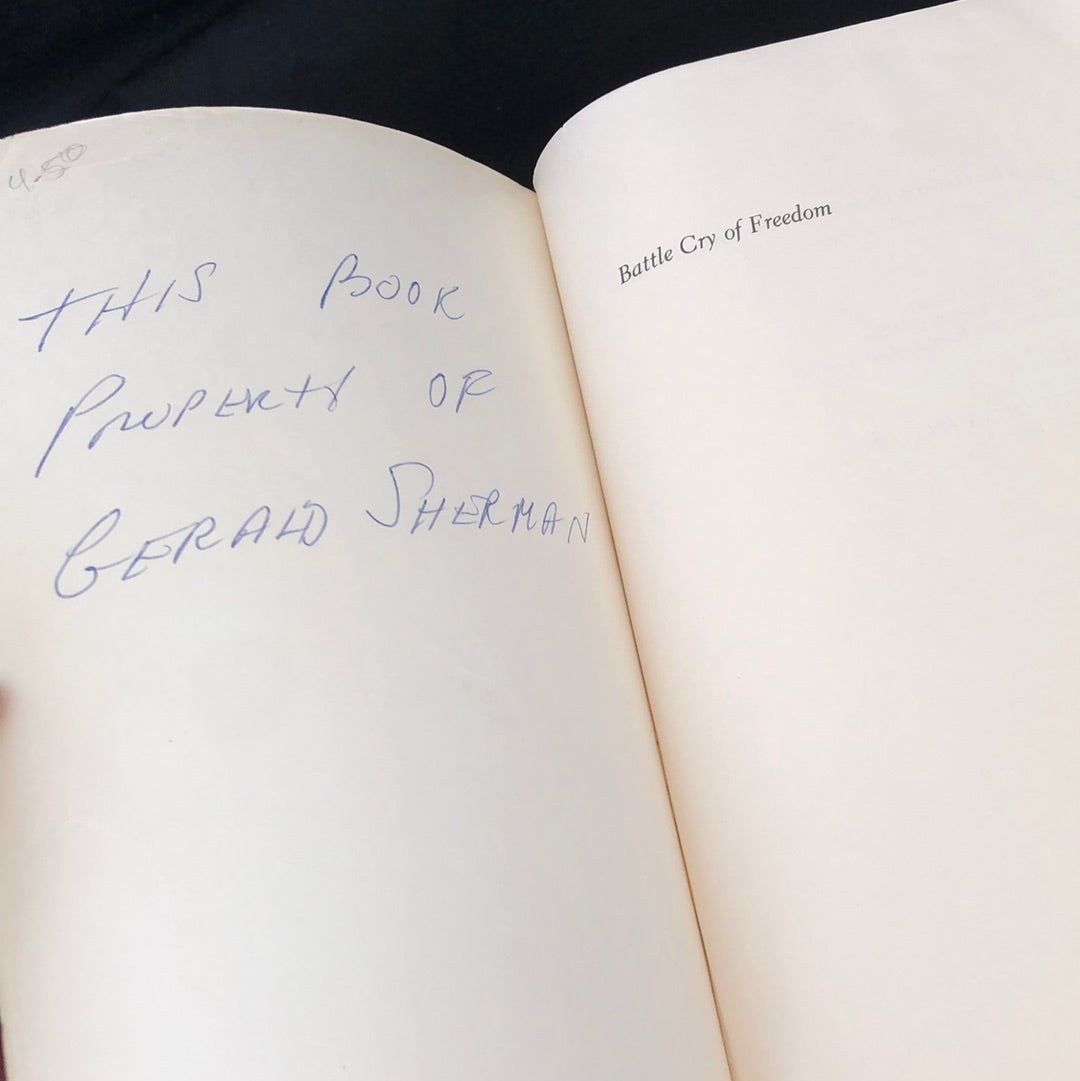 4.50
THIS BOOK
PROPERTY OF
GERALD SHERMAN
Battle Cry of Freedom